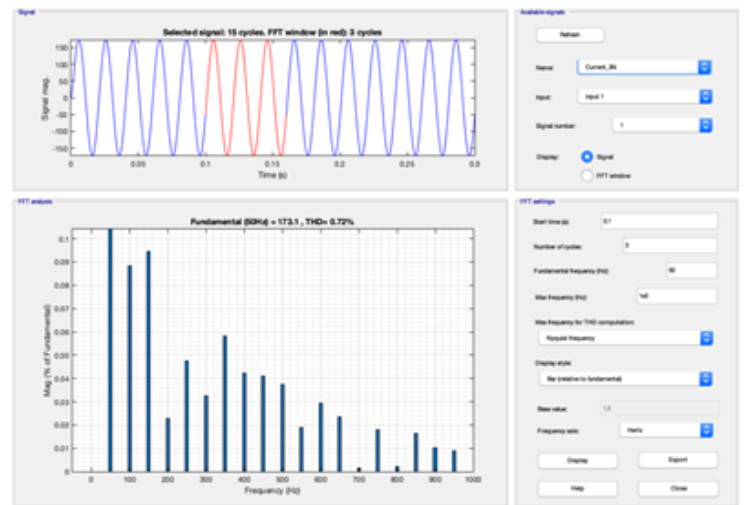 Signal
Selected signal: 15 cycles. FFT window (in red): 3 cycles
150
100
50
0
-50
-100
-150
Signal mag.
0 0.05 0.1 0.15 0.2 0.25 0.3
Time (s)
Available signals
Refresh
Name: Current_3N
Input: input 1
Signal number: 1
Display: Signal
FFT window
FFT analysis
Fundamental (50Hz) = 173.1 , THD= 0.72%
0.1
0.09
0.08
0.07
0.06
0.05
0.04
0.03
0.02
0.01
0
Mag (% of Fundamental)
0 100 200 300 400 500 600 700 800 900 1000
Frequency (Hz)
FFT settings
Start time (s): 0.1
Number of cycles: 3
Fundamental frequency (Hz):
Max frequency (Hz):
Max frequency for THD computation:
Nyquist frequency
Display style:
Bar (relative to fundamental)
Base value: 1.0
Frequency axis: Hertz
Display Export
Help Close